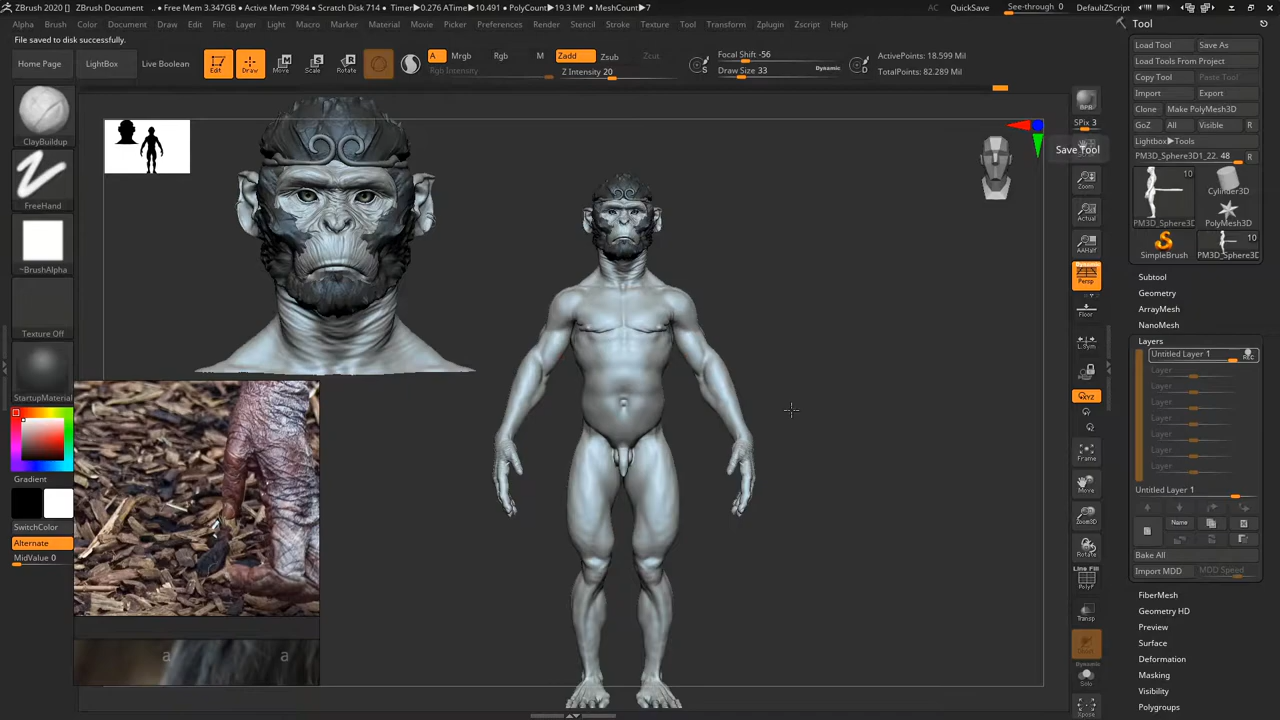 ZBrush 2020 [] ZBrush Document • Free Mem 3.347GB • Active Mem 7984 • Scratch Disk 714 • Timer▶0.276 ATime▶10.491 • PolyCount▶19.3 MP • MeshCount▶7
AC QuickSave See-through 0 DefaultZScript
Alpha Brush Color Document Draw Edit File Layer Light Macro Marker Material Movie Picker Preferences Render Stencil Stroke Texture Tool Transform Zplugin Zscript Help
File saved to disk successfully.
Home Page LightBox Live Boolean Edit Draw Move Scale Rotate
A Mrgb Rgb M Zadd Zsub Zcut
Rgb Intensity Z Intensity 20
Focal Shift -56
Draw Size 33 Dynamic
S D
ActivePoints: 18.599 Mil
TotalPoints: 82.289 Mil
ClayBuildup
FreeHand
~BrushAlpha
Texture Off
StartupMaterial
Gradient
SwitchColor
Alternate
MidValue 0
a a
BPR
SPix 3
Save Tool
Zoom
Actual
AAHalf
Dynamic
Persp
Floor
L.Sym
XYZ
Frame
Move
Zoom3D
Rotate
Line Fill
PolyF
Transp
Dynamic
Solo
Xpose
Tool
Load Tool Save As
Load Tools From Project
Copy Tool Paste Tool
Import Export
Clone Make PolyMesh3D
GoZ All Visible R
Lightbox▶Tools
PM3D_Sphere3D1_22. 48 R
10
Cylinder3D
PM3D_Sphere3D PolyMesh3D
10
SimpleBrush PM3D_Sphere3D
Subtool
Geometry
ArrayMesh
NanoMesh
Layers
Untitled Layer 1 REC
Layer
Layer
Layer
Layer
Layer
Layer
Layer
Untitled Layer 1
Name
Bake All
Import MDD MDD Speed
FiberMesh
Geometry HD
Preview
Surface
Deformation
Masking
Visibility
Polygroups